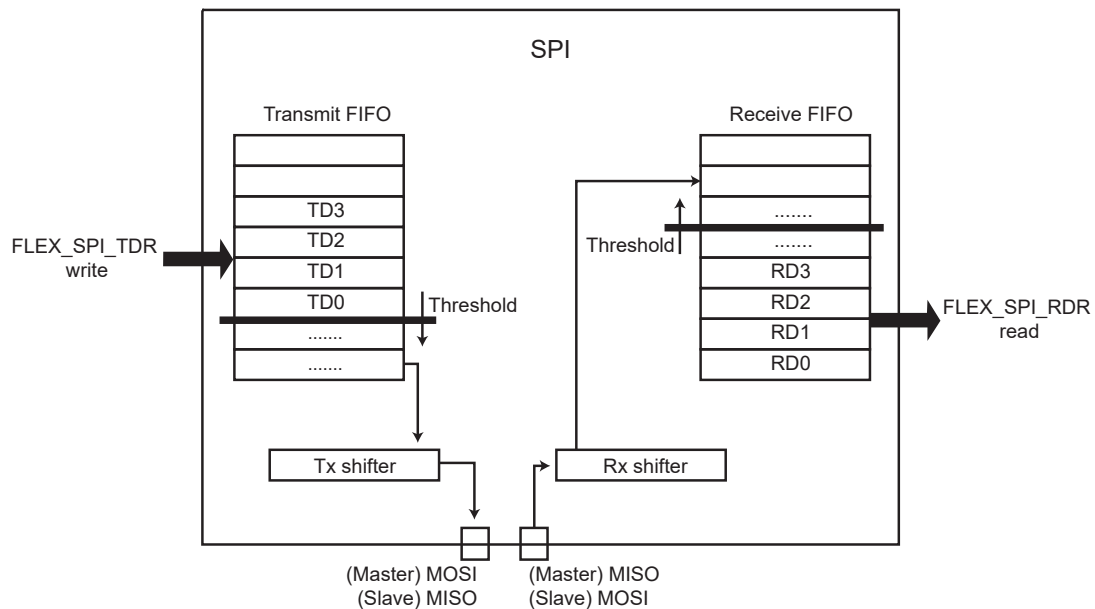 SPI
Transmit FIFO
Receive FIFO
TD3
TD2
TD1
TD0
.......
.......
FLEX_SPI_TDR
write
Threshold
.......
.......
RD3
RD2
RD1
RD0
Threshold
FLEX_SPI_RDR
read
Tx shifter
Rx shifter
(Master) MOSI
(Slave) MISO
(Master) MISO
(Slave) MOSI